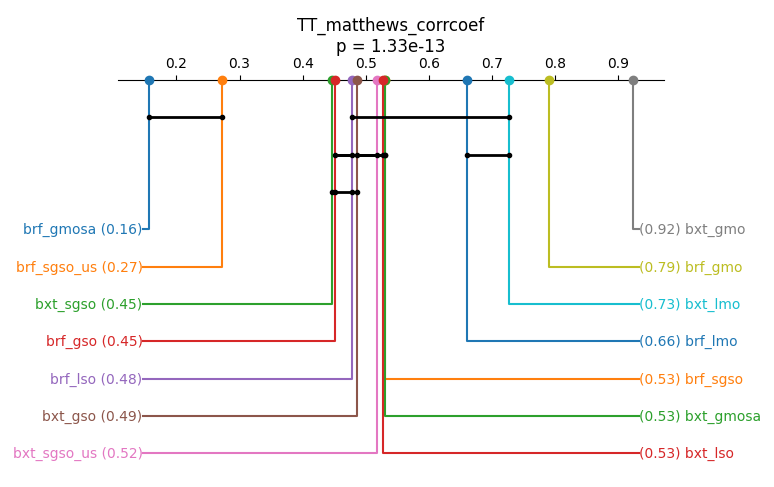 TT_matthews_corrcoef
p = 1.33e-13
0.2 0.3 0.4 0.5 0.6 0.7 0.8 0.9
brf_gmosa (0.16) (0.92) bxt_gmo
brf_sgso_us (0.27) (0.79) brf_gmo
bxt_sgso (0.45) (0.73) bxt_lmo
brf_gso (0.45) (0.66) brf_lmo
brf_lso (0.48) (0.53) brf_sgso
bxt_gso (0.49) (0.53) bxt_gmosa
bxt_sgso_us (0.52) (0.53) bxt_lso